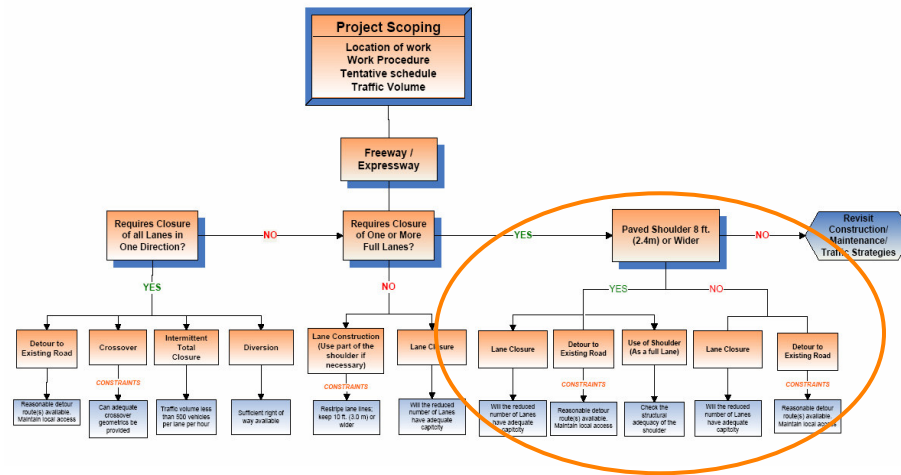 Project Scoping
Location of work
Work Procedure
Tentative schedule
Traffic Volume
Freeway /
Expressway
Requires Closure
of all Lanes in
One Direction?
NO
Requires Closure
of One or More
Full Lanes?
YES
Paved Shoulder 8 ft.
(2.4m) or Wider
NO
Revisit
Construction/
Maintenance/
Traffic Strategies
YES
NO
YES
NO
Detour to
Existing Road
Crossover
Intermittent
Total
Closure
Diversion
Lane Construction
(Use part of the
shoulder if
necessary)
Lane Closure
Lane Closure
Detour to
Existing Road
Use of Shoulder
(As a full Lane)
Lane Closure
Detour to
Existing Road
CONSTRAINTS
CONSTRAINTS
CONSTRAINTS
CONSTRAINTS
Reasonable detour
route(s) available.
Maintain local access
Can adequate
crossover
geometrics be
provided
Traffic volume less
than 500 vehicles
per lane per hour
Sufficient right of
way available
Restripe lane lines;
keep 10 ft. (3.0 m) or
wider
Will the reduced
number of Lanes
have adequate
capitcity
Will the reduced
number of Lanes
have adequate
capitcity
Reasonable detour
route(s) available.
Maintain local access
Check the
structural
adequacy of the
shoulder
Will the reduced
number of Lanes
have adequate
capitcity
Reasonable detour
route(s) available.
Maintain local access